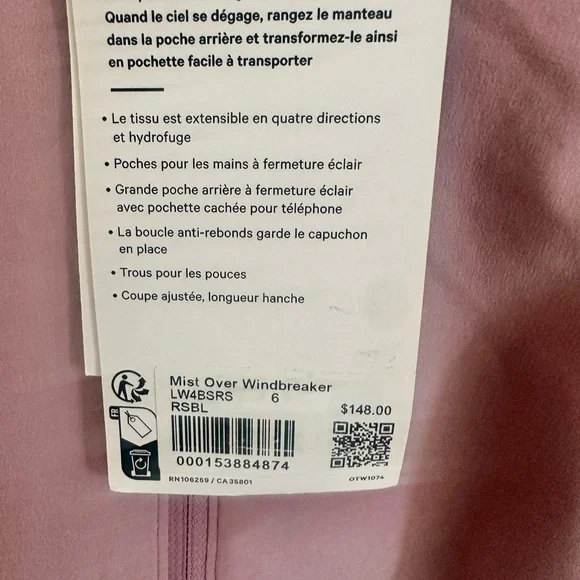 Quand le ciel se dégage, rangez le manteau
dans la poche arrière et transformez-le ainsi
en pochette facile à transporter
• Le tissu est extensible en quatre directions
et hydrofuge
• Poches pour les mains à fermeture éclair
• Grande poche arrière à fermeture éclair
avec pochette cachée pour téléphone
• La boucle anti-rebonds garde le capuchon
en place
• Trous pour les pouces
• Coupe ajustée, longueur hanche
Mist Over Windbreaker
LW4BSRS 6
RSBL $148.00
FR
000153884874
RN106259 / CA35801 OTW1074